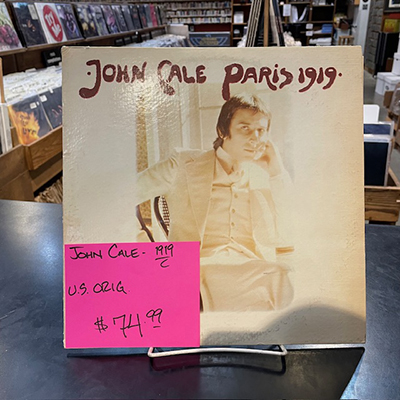 ·JOHN CALE PARIS 1919·
JOHN CALE - 1919
C
U.S. ORIG.
$74.99